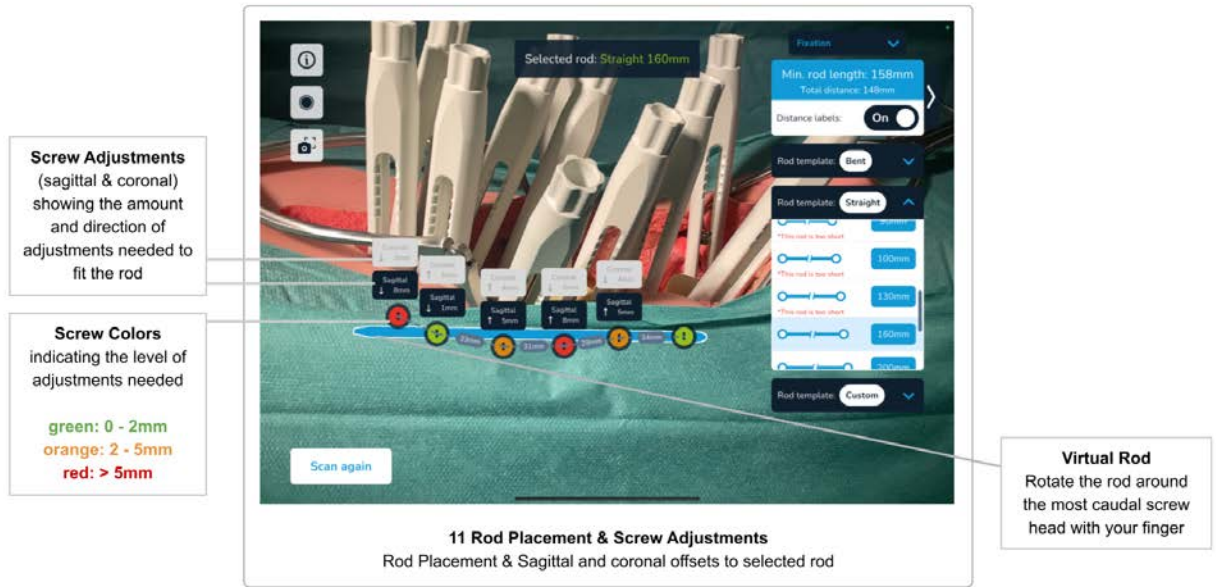 Selected rod: Straight 160mm
Fixation
Min. rod length: 158mm
Total distance: 148mm
Distance labels: On
Rod template: Bent
Rod template: Straight
*This rod is too short
100mm
*This rod is too short
130mm
*This rod is too short
160mm
200mm
Rod template: Custom
Screw Adjustments
(sagittal & coronal)
showing the amount
and direction of
adjustments needed to
fit the rod
Screw Colors
indicating the level of
adjustments needed
green: 0 - 2mm
orange: 2 - 5mm
red: > 5mm
Coronal
Sagittal
↓ 8mm
Coronal
Sagittal
↓ 1mm
Coronal
Sagittal
↑ 5mm
Coronal
Sagittal
↑ 8mm
Coronal
Sagittal
↑ 5mm
31mm
Scan again
Virtual Rod
Rotate the rod around
the most caudal screw
head with your finger
11 Rod Placement & Screw Adjustments
Rod Placement & Sagittal and coronal offsets to selected rod